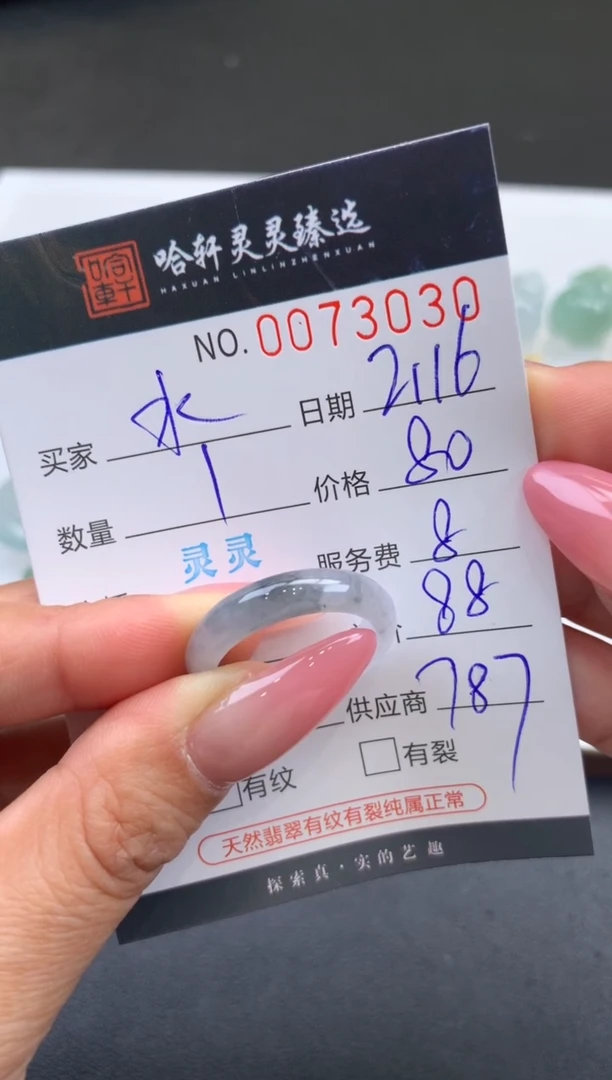 哈轩灵灵臻选
HAXUAN LINLINZHENXUAN
NO.0073030
买家 水 日期 2116
数量 1 价格 80
灵灵 服务费 8
88
供应商 787
有纹 有裂
天然翡翠有纹有裂纯属正常
探索真·实的艺趣